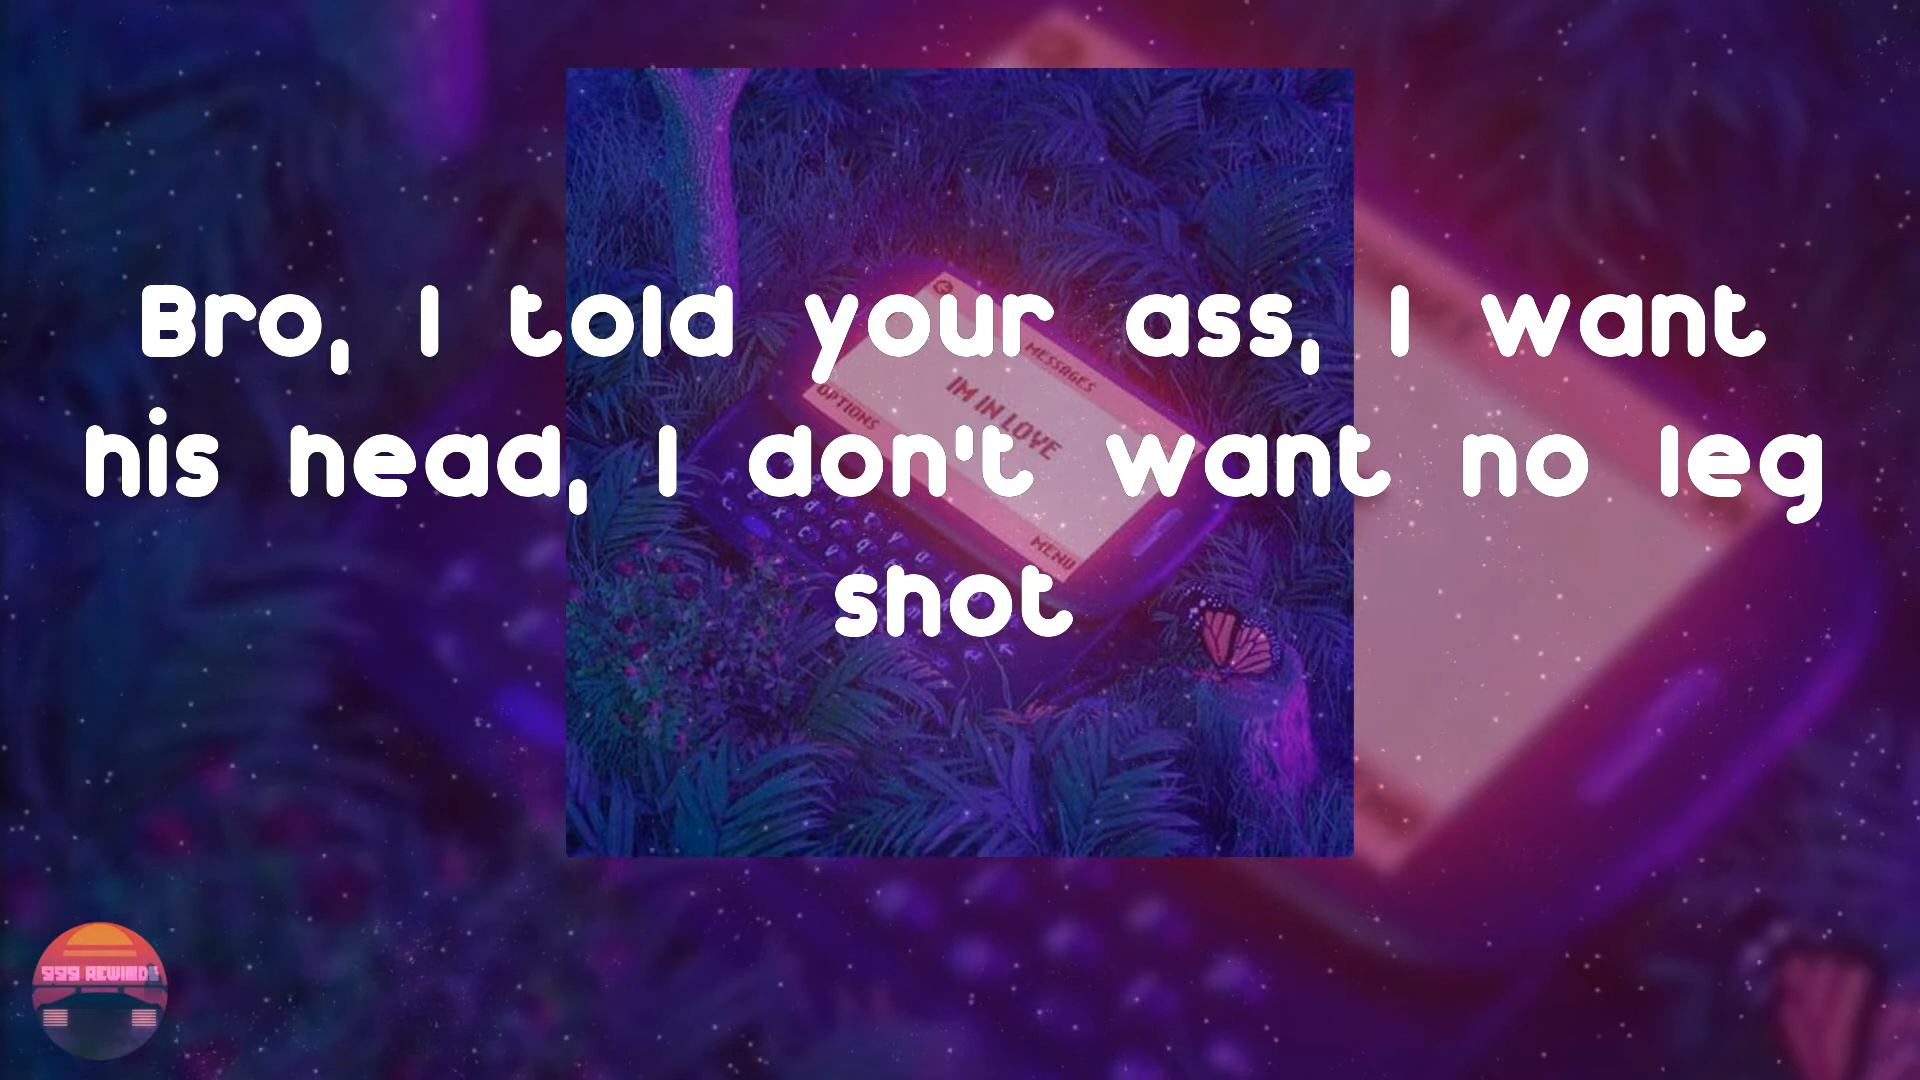 Bro, I told your ass, I want
his head, I don't want no leg
shot
MESSAGES
IM IN LOVE
OPTIONS
MENU
999 REWIND